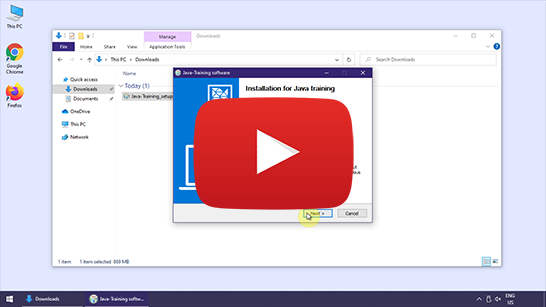 This PC
Google
Chrome
Firefox
Manage
Downloads
File
Home
Share
View
Application Tools
This PC
Downloads
Search Downloads
Name
Quick access
Downloads
Documents
OneDrive
This PC
Network
Today (1)
Java-Training_setup
Java-Training software
Installation for Java training
Next >
Cancel
1 item
1 item selected 869 MB
Downloads
Java-Training softw...
ENG
US